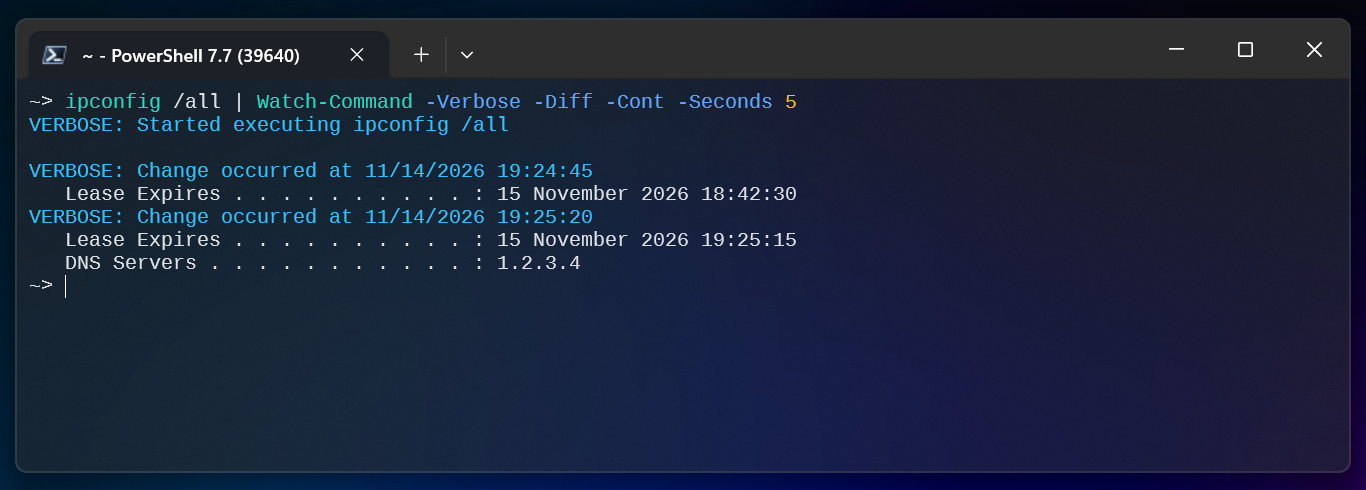 ~ - PowerShell 7.7 (39640)
~> ipconfig /all | Watch-Command -Verbose -Diff -Cont -Seconds 5
VERBOSE: Started executing ipconfig /all
VERBOSE: Change occurred at 11/14/2026 19:24:45
   Lease Expires . . . . . . . . . . : 15 November 2026 18:42:30
VERBOSE: Change occurred at 11/14/2026 19:25:20
   Lease Expires . . . . . . . . . . : 15 November 2026 19:25:15
   DNS Servers . . . . . . . . . . . : 1.2.3.4
~>